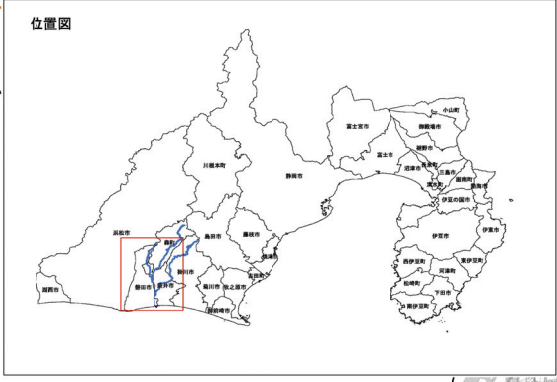 位置図
小山町
富士宮市
御殿場市
裾野市
富士市
長泉町
沼津市
三島市
清水町
函南町
熱海市
川根本町
静岡市
伊豆の国市
浜松市
森町
島田市
藤枝市
伊豆市
伊東市
焼津市
掛川市
吉田町
西伊豆町
東伊豆町
河津町
湖西市
磐田市
袋井市
菊川市
牧之原市
松崎町
下田市
御前崎市
南伊豆町